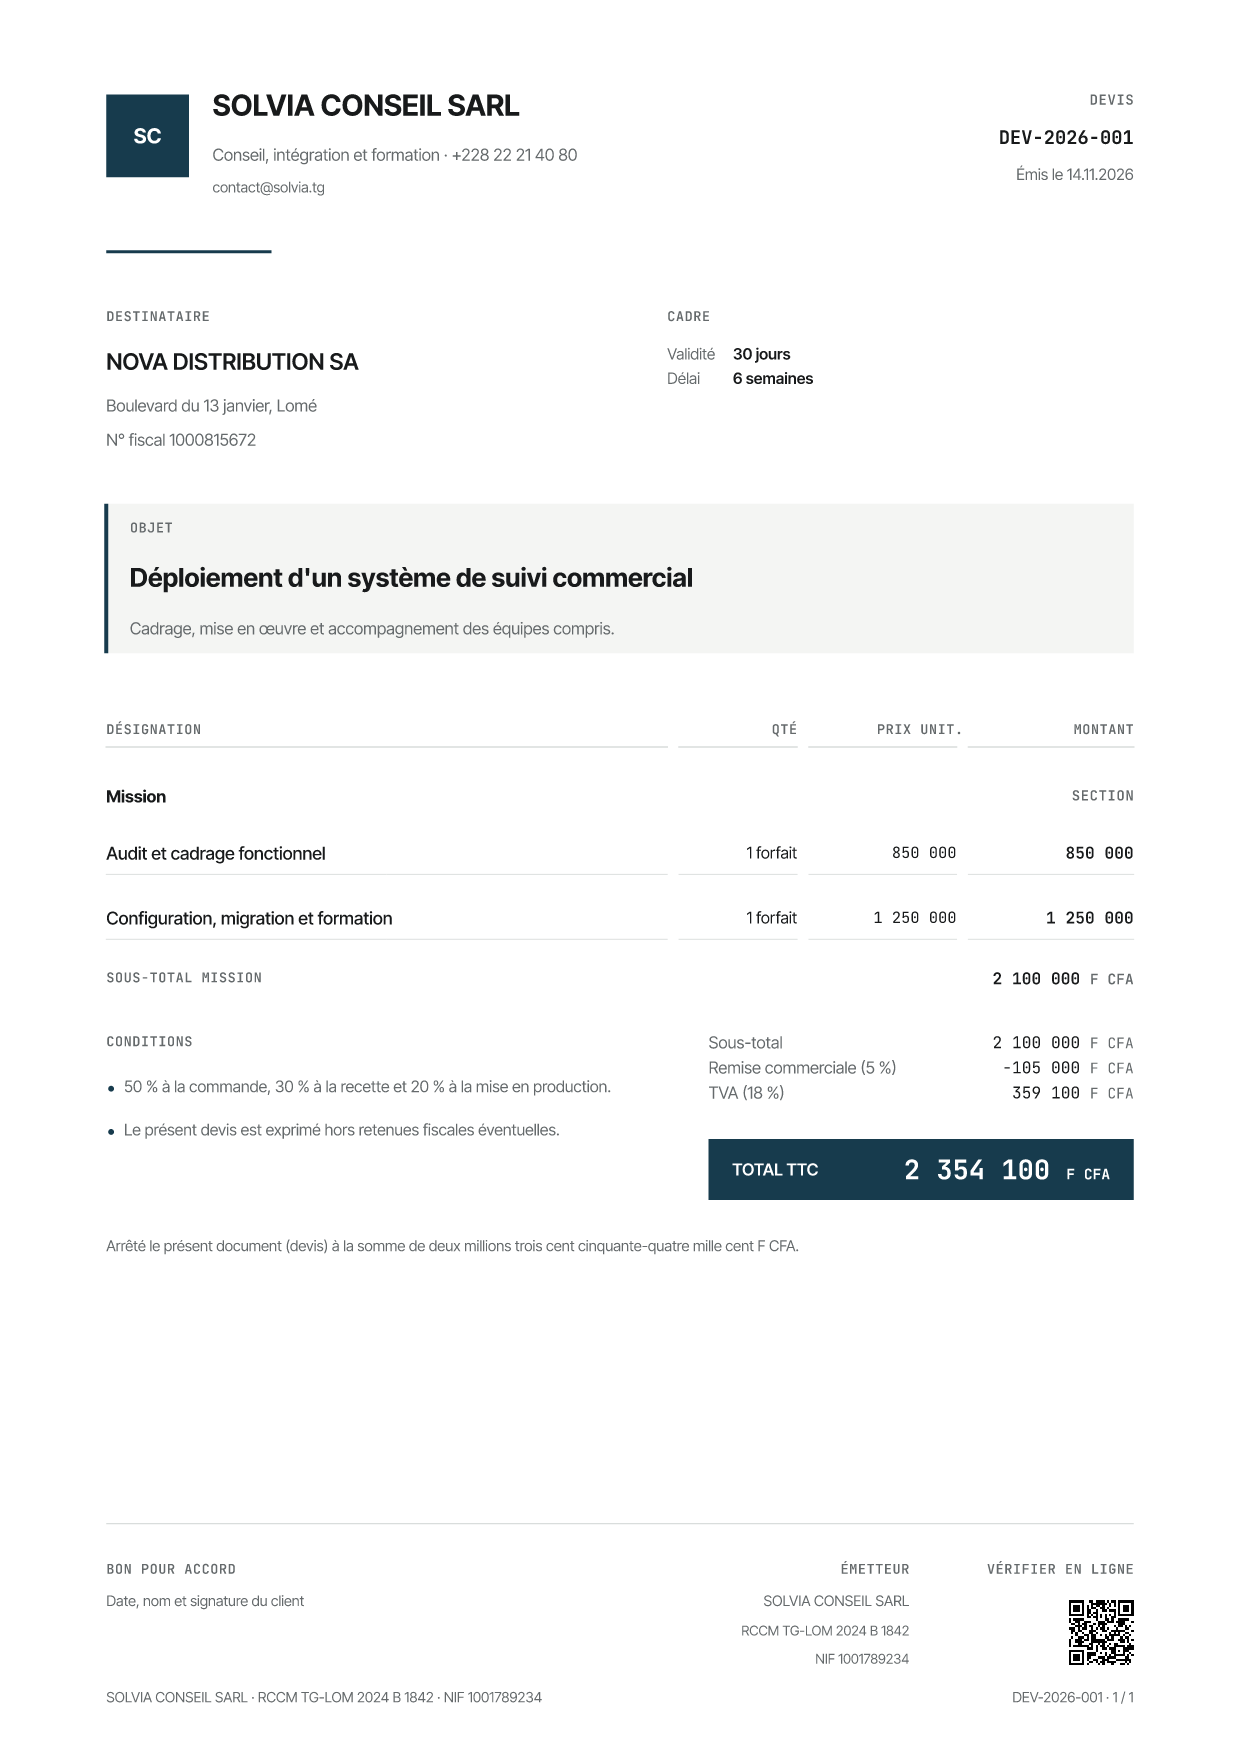 SC
SOLVIA CONSEIL SARL
Conseil, intégration et formation · +228 22 21 40 80
contact@solvia.tg
DEVIS
DEV-2026-001
Émis le 14.11.2026
DESTINATAIRE
NOVA DISTRIBUTION SA
Boulevard du 13 janvier, Lomé
N° fiscal 1000815672
CADRE
Validité 30 jours
Délai 6 semaines
OBJET
Déploiement d'un système de suivi commercial
Cadrage, mise en œuvre et accompagnement des équipes compris.
DÉSIGNATION QTÉ PRIX UNIT. MONTANT
Mission SECTION
Audit et cadrage fonctionnel 1 forfait 850 000 850 000
Configuration, migration et formation 1 forfait 1 250 000 1 250 000
SOUS-TOTAL MISSION 2 100 000 F CFA
CONDITIONS
• 50 % à la commande, 30 % à la recette et 20 % à la mise en production.
• Le présent devis est exprimé hors retenues fiscales éventuelles.
Sous-total 2 100 000 F CFA
Remise commerciale (5 %) -105 000 F CFA
TVA (18 %) 359 100 F CFA
TOTAL TTC 2 354 100 F CFA
Arrêté le présent document (devis) à la somme de deux millions trois cent cinquante-quatre mille cent F CFA.
BON POUR ACCORD
Date, nom et signature du client
ÉMETTEUR
SOLVIA CONSEIL SARL
RCCM TG-LOM 2024 B 1842
NIF 1001789234
VÉRIFIER EN LIGNE
SOLVIA CONSEIL SARL · RCCM TG-LOM 2024 B 1842 · NIF 1001789234
DEV-2026-001 · 1 / 1